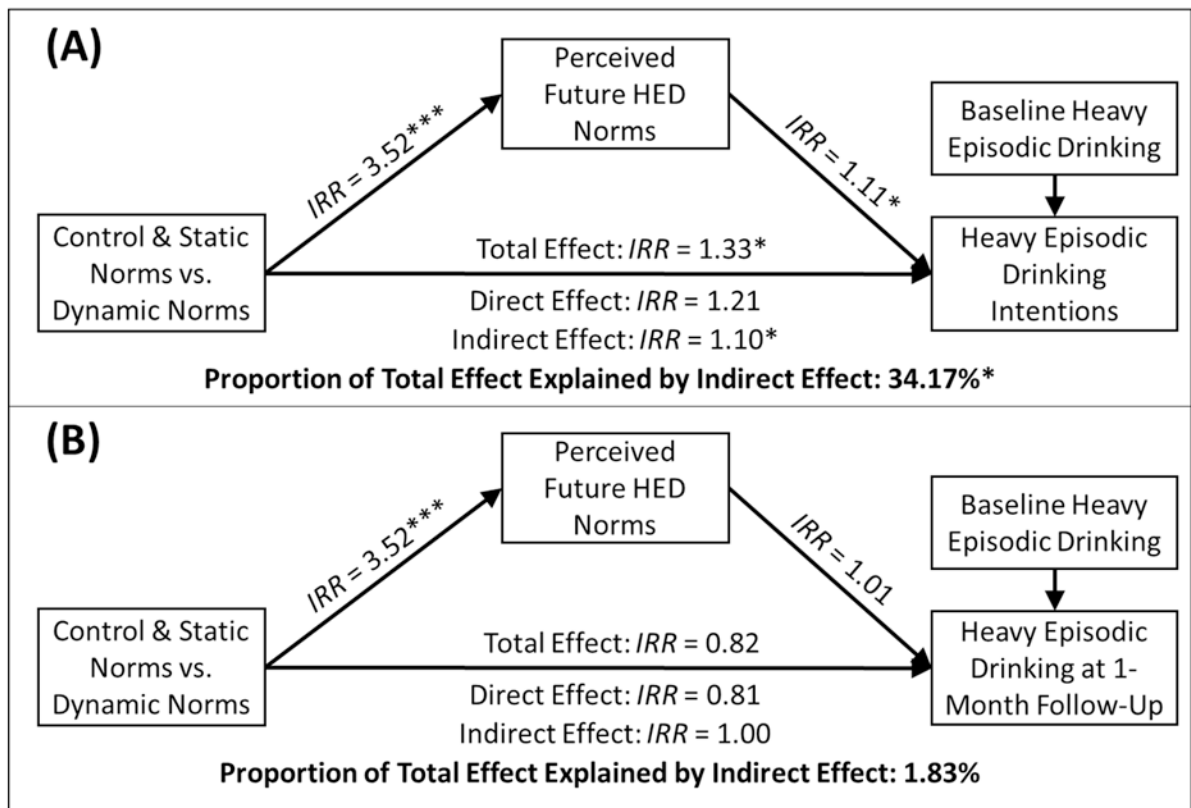 (A)
Perceived
Future HED
Norms
IRR = 3.52***
IRR = 1.11*
Baseline Heavy
Episodic Drinking
Control & Static
Norms vs.
Dynamic Norms
Total Effect: IRR = 1.33*
Direct Effect: IRR = 1.21
Indirect Effect: IRR = 1.10*
Heavy Episodic
Drinking
Intentions
Proportion of Total Effect Explained by Indirect Effect: 34.17%*
(B)
Perceived
Future HED
Norms
IRR = 3.52***
IRR = 1.01
Baseline Heavy
Episodic Drinking
Control & Static
Norms vs.
Dynamic Norms
Total Effect: IRR = 0.82
Direct Effect: IRR = 0.81
Indirect Effect: IRR = 1.00
Heavy Episodic
Drinking at 1-
Month Follow-Up
Proportion of Total Effect Explained by Indirect Effect: 1.83%